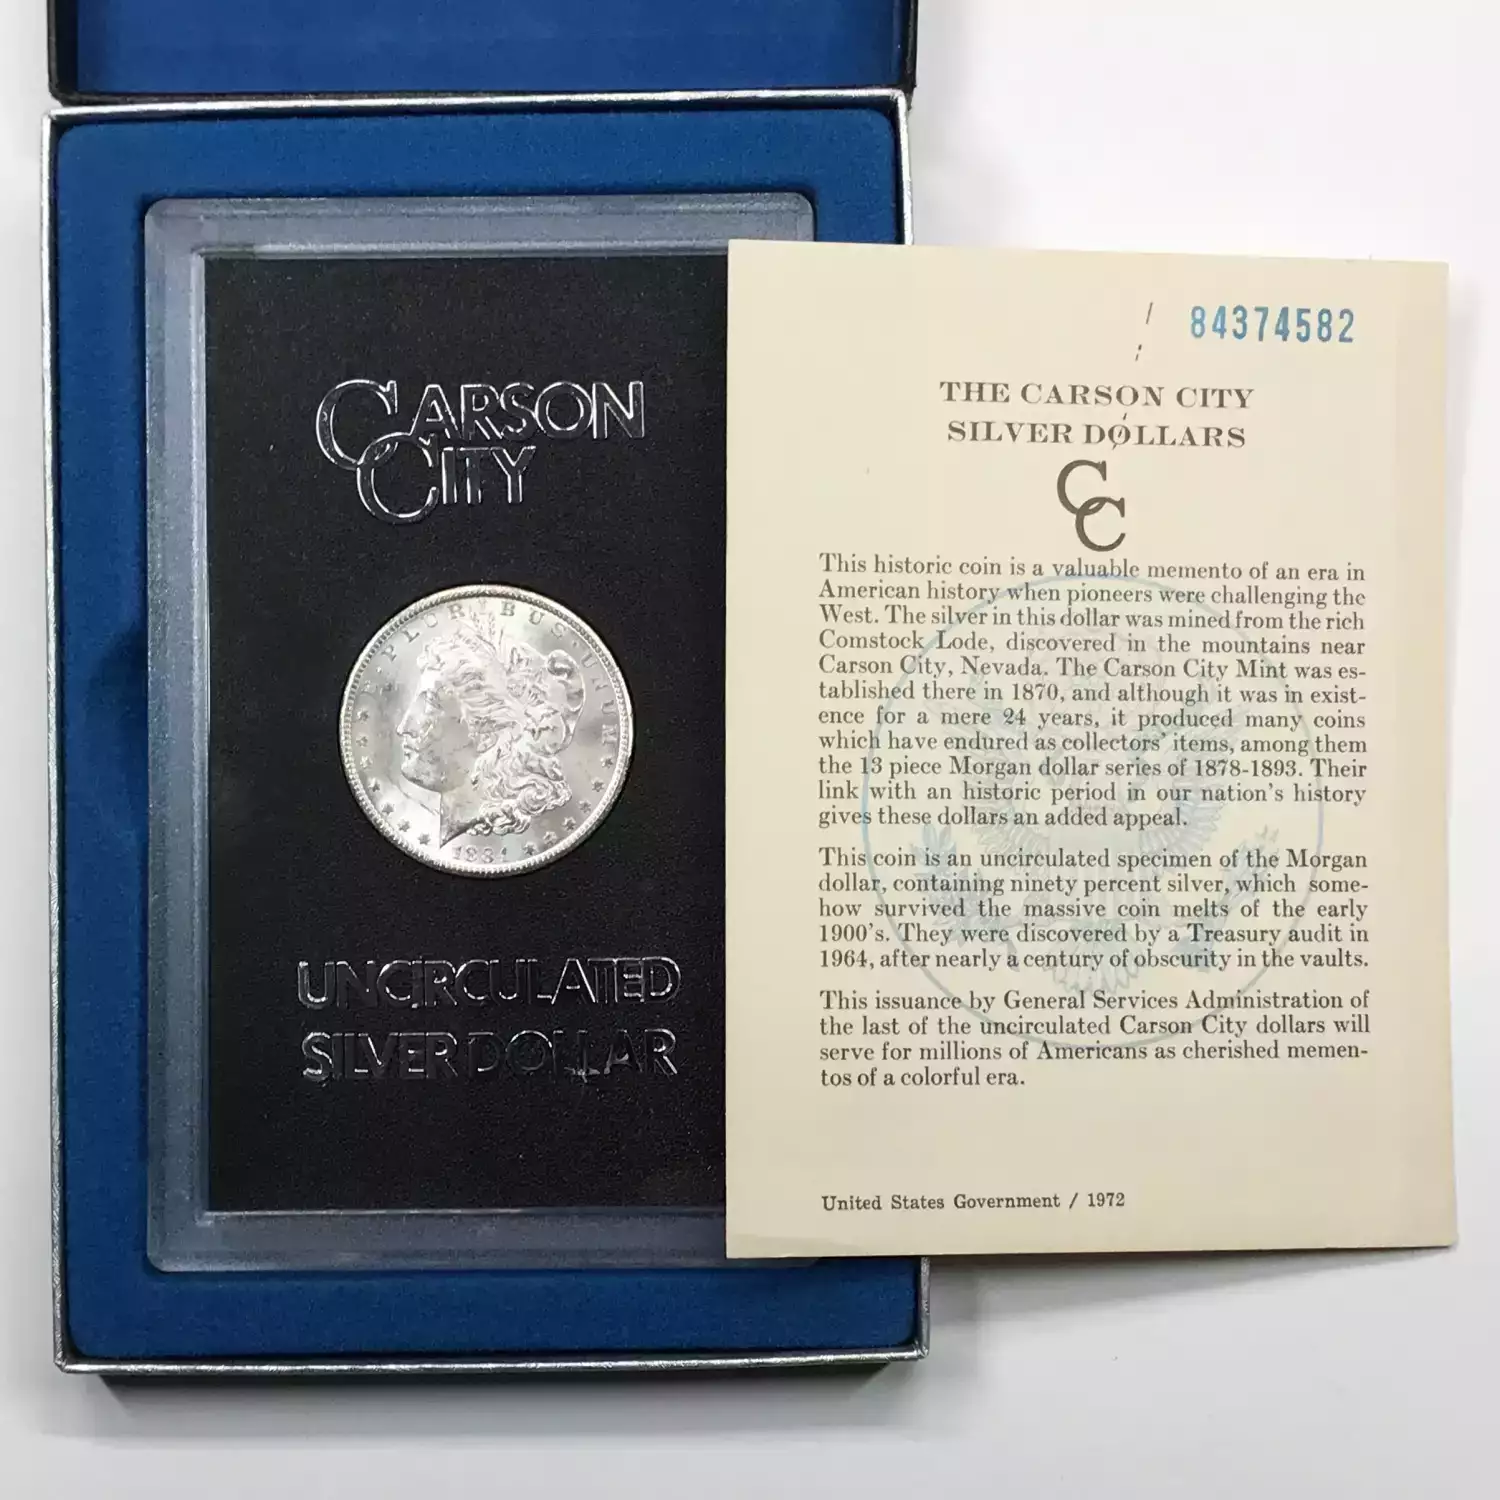 CARSON
CITY
E·PLURIBUS·UNUM
1884
UNCIRCULATED
SILVER DOLLAR
84374582
THE CARSON CITY
SILVER DOLLARS
CC
This historic coin is a valuable memento of an era in
American history when pioneers were challenging the
West. The silver in this dollar was mined from the rich
Comstock Lode, discovered in the mountains near
Carson City, Nevada. The Carson City Mint was es-
tablished there in 1870, and although it was in exist-
ence for a mere 24 years, it produced many coins
which have endured as collectors' items, among them
the 13 piece Morgan dollar series of 1878-1893. Their
link with an historic period in our nation's history
gives these dollars an added appeal.
This coin is an uncirculated specimen of the Morgan
dollar, containing ninety percent silver, which some-
how survived the massive coin melts of the early
1900's. They were discovered by a Treasury audit in
1964, after nearly a century of obscurity in the vaults.
This issuance by General Services Administration of
the last of the uncirculated Carson City dollars will
serve for millions of Americans as cherished memen-
tos of a colorful era.
United States Government / 1972